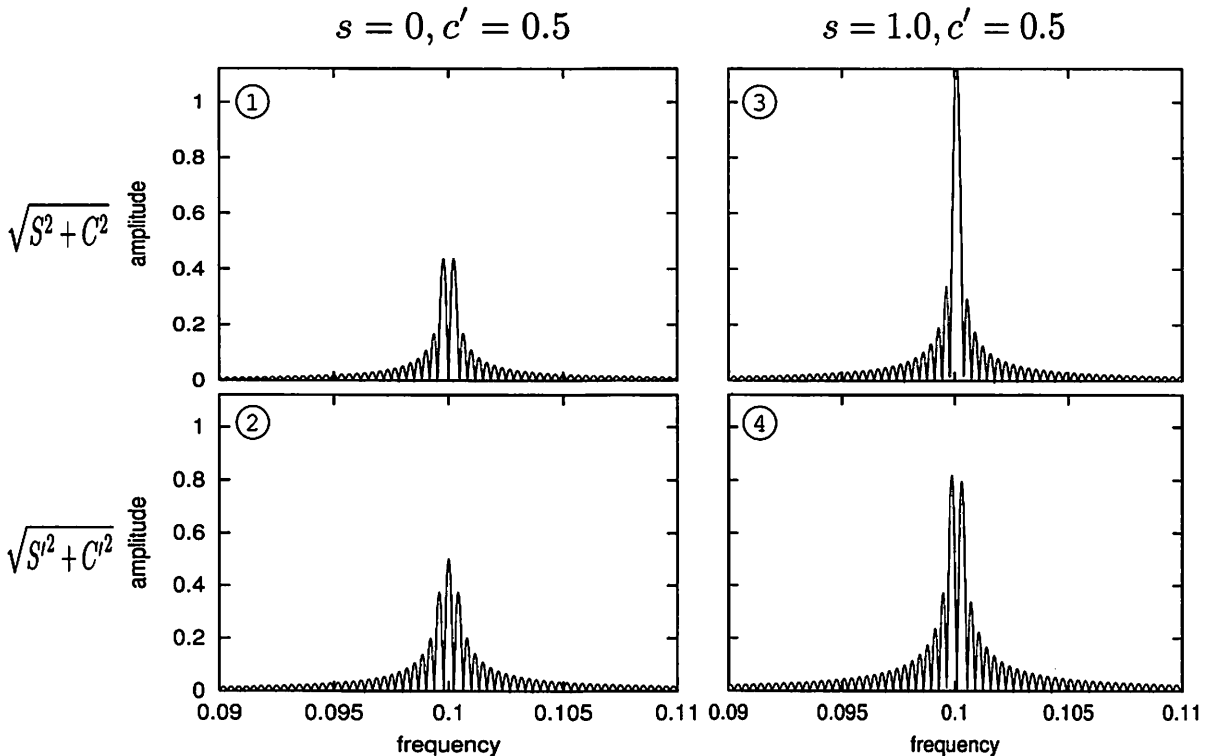 s = 0, c′ = 0.5
s = 1.0, c′ = 0.5
√S² + C²
amplitude
1
0.8
0.6
0.4
0.2
0
①
③
√S′² + C′²
amplitude
1
0.8
0.6
0.4
0.2
0
②
④
0.09 0.095 0.1 0.105 0.11 0.09 0.095 0.1 0.105 0.11
frequency
frequency